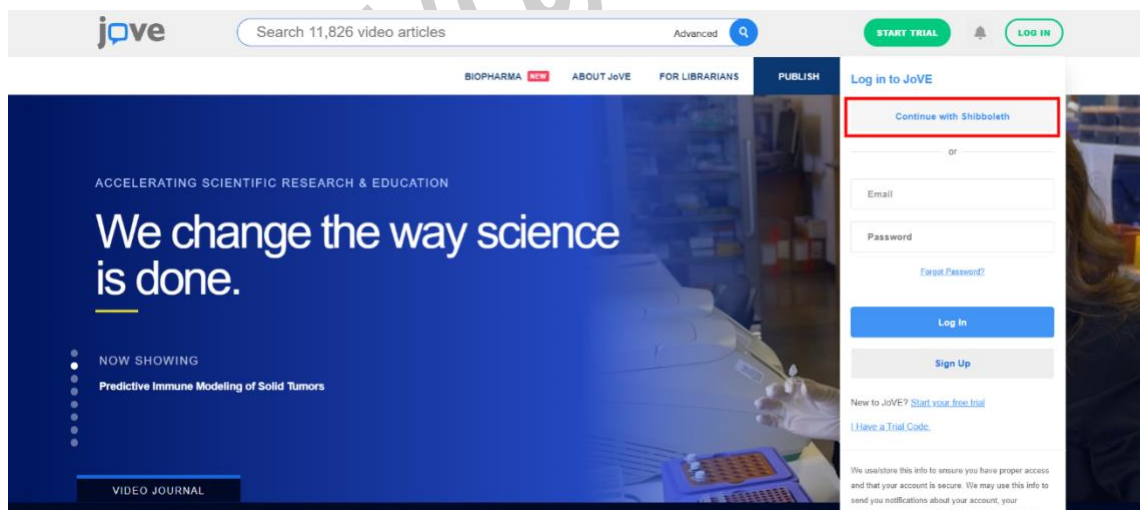 jove
Search 11,826 video articles
Advanced
START TRIAL
LOG IN
BIOPHARMA NEW
ABOUT JoVE
FOR LIBRARIANS
PUBLISH
Log in to JoVE
Continue with Shibboleth
or
Email
Password
Forgot Password?
Log In
Sign Up
New to JoVE? Start your free trial
I Have a Trial Code.
We use/store this info to ensure you have proper access
and that your account is secure. We may use this info to
send you notifications about your account, your
ACCELERATING SCIENTIFIC RESEARCH & EDUCATION
We change the way science
is done.
NOW SHOWING
Predictive Immune Modeling of Solid Tumors
VIDEO JOURNAL